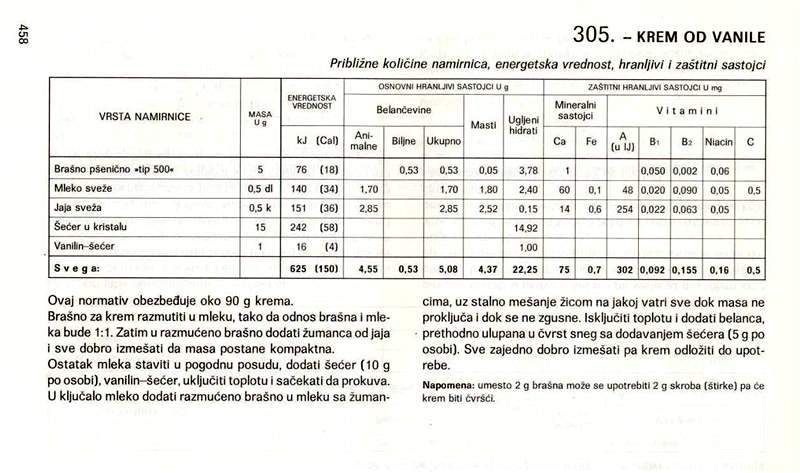 458
305. – KREM OD VANILE
Približne količine namirnica, energetska vrednost, hranljivi i zaštitni sastojci
VRSTA NAMIRNICE MASA U g ENERGETSKA VREDNOST OSNOVNI HRANLJIVI SASTOJCI U g ZAŠTITNI HRANLJIVI SASTOJCI U mg
Belančevine Masti Ugljeni hidrati Mineralni sastojci Vitamini
kJ (Cal) Ani-malne Biljne Ukupno Ca Fe A (u IJ) B1 B2 Niacin C
Brašno pšenično »tip 500« 5 76 (18) 0,53 0,53 0,05 3,78 1 0,050 0,002 0,06
Mleko sveže 0,5 dl 140 (34) 1,70 1,70 1,80 2,40 60 0,1 48 0,020 0,090 0,05 0,5
Jaja sveža 0,5 k 151 (36) 2,85 2,85 2,52 0,15 14 0,6 254 0,022 0,063 0,05
Šećer u kristalu 15 242 (58) 14,92
Vanilin–šećer 1 16 (4) 1,00
Svega: 625 (150) 4,55 0,53 5,08 4,37 22,25 75 0,7 302 0,092 0,155 0,16 0,5
Ovaj normativ obezbeđuje oko 90 g krema.
Brašno za krem razmutiti u mleku, tako da odnos brašna i mle-
ka bude 1:1. Zatim u razmućeno brašno dodati žumanca od jaja
i sve dobro izmešati da masa postane kompaktna.
Ostatak mleka staviti u pogodnu posudu, dodati šećer (10 g
po osobi), vanilin–šećer, uključiti toplotu i sačekati da prokuva.
U ključalo mleko dodati razmućeno brašno u mleku sa žuman-
cima, uz stalno mešanje žicom na jakoj vatri sve dok masa ne
proključa i dok se ne zgusne. Isključiti toplotu i dodati belanca,
prethodno ulupana u čvrst sneg sa dodavanjem šećera (5 g po
osobi). Sve zajedno dobro izmešati pa krem odložiti do upot-
rebe.
Napomena: umesto 2 g brašna može se upotrebiti 2 g skroba (štirke) pa će
krem biti čvršći.